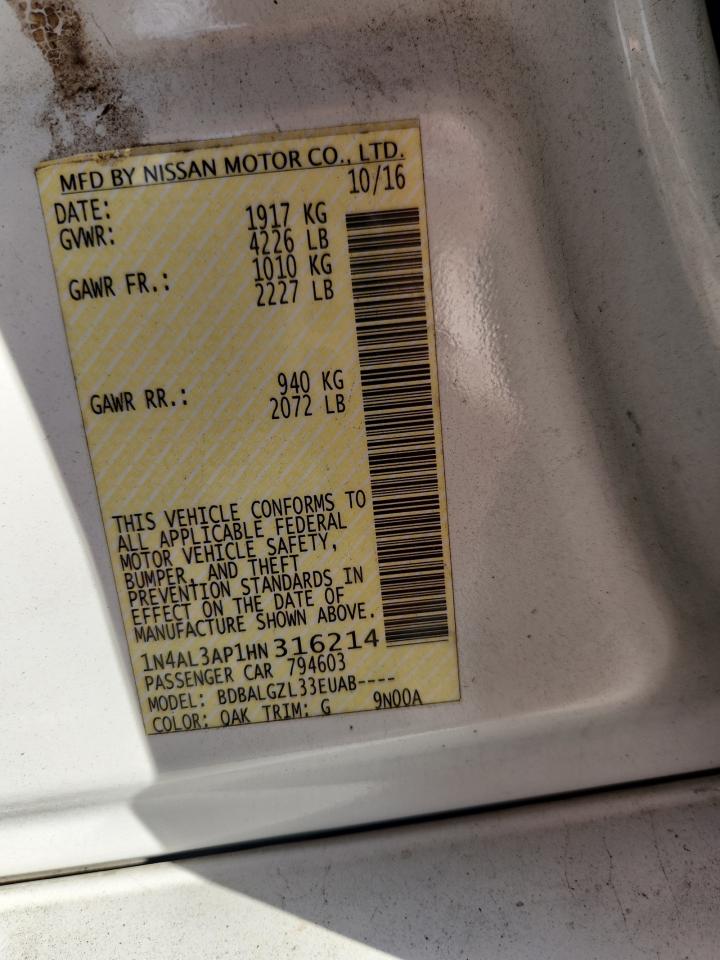 MFD BY NISSAN MOTOR CO., LTD.
DATE: 10/16
GVWR: 1917 KG
4226 LB
GAWR FR.: 1010 KG
2227 LB
GAWR RR.: 940 KG
2072 LB
THIS VEHICLE CONFORMS TO
ALL APPLICABLE FEDERAL
MOTOR VEHICLE SAFETY,
BUMPER, AND THEFT
PREVENTION STANDARDS IN
EFFECT ON THE DATE OF
MANUFACTURE SHOWN ABOVE.
1N4AL3AP1HN316214
PASSENGER CAR 794603
MODEL: BDBALGZL33EUAB----
COLOR: QAK TRIM: G 9N00A